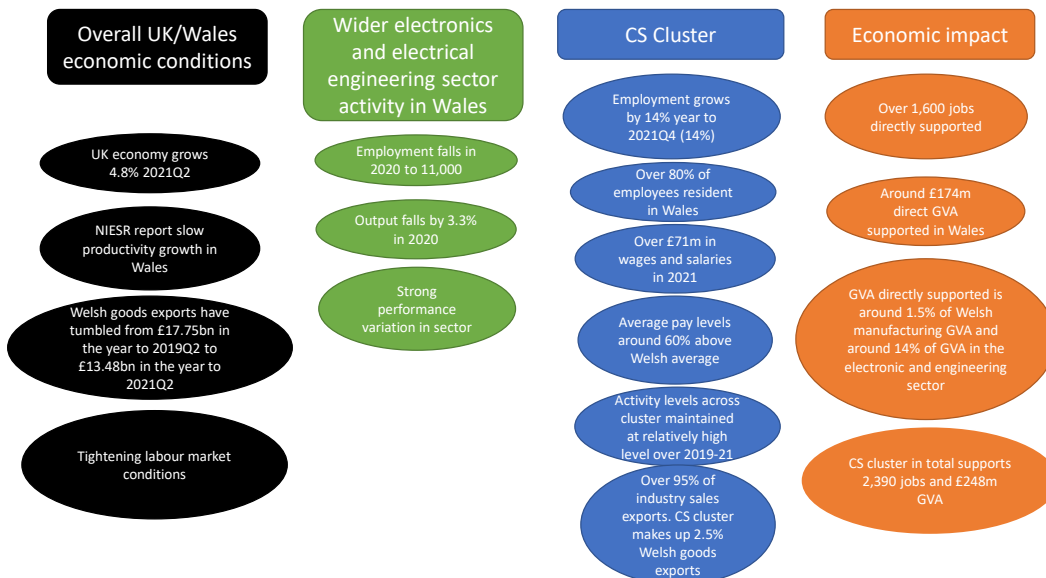 Overall UK/Wales
economic conditions
UK economy grows
4.8% 2021Q2
NIESR report slow
productivity growth in
Wales
Welsh goods exports have
tumbled from £17.75bn in
the year to 2019Q2 to
£13.48bn in the year to
2021Q2
Tightening labour market
conditions
Wider electronics
and electrical
engineering sector
activity in Wales
Employment falls in
2020 to 11,000
Output falls by 3.3%
in 2020
Strong
performance
variation in sector
CS Cluster
Employment grows
by 14% year to
2021Q4 (14%)
Over 80% of
employees resident
in Wales
Over £71m in
wages and salaries
in 2021
Average pay levels
around 60% above
Welsh average
Activity levels across
cluster maintained
at relatively high
level over 2019-21
Over 95% of
industry sales
exports. CS cluster
makes up 2.5%
Welsh goods
exports
Economic impact
Over 1,600 jobs
directly supported
Around £174m
direct GVA
supported in Wales
GVA directly supported is
around 1.5% of Welsh
manufacturing GVA and
around 14% of GVA in the
electronic and engineering
sector
CS cluster in total supports
2,390 jobs and £248m
GVA